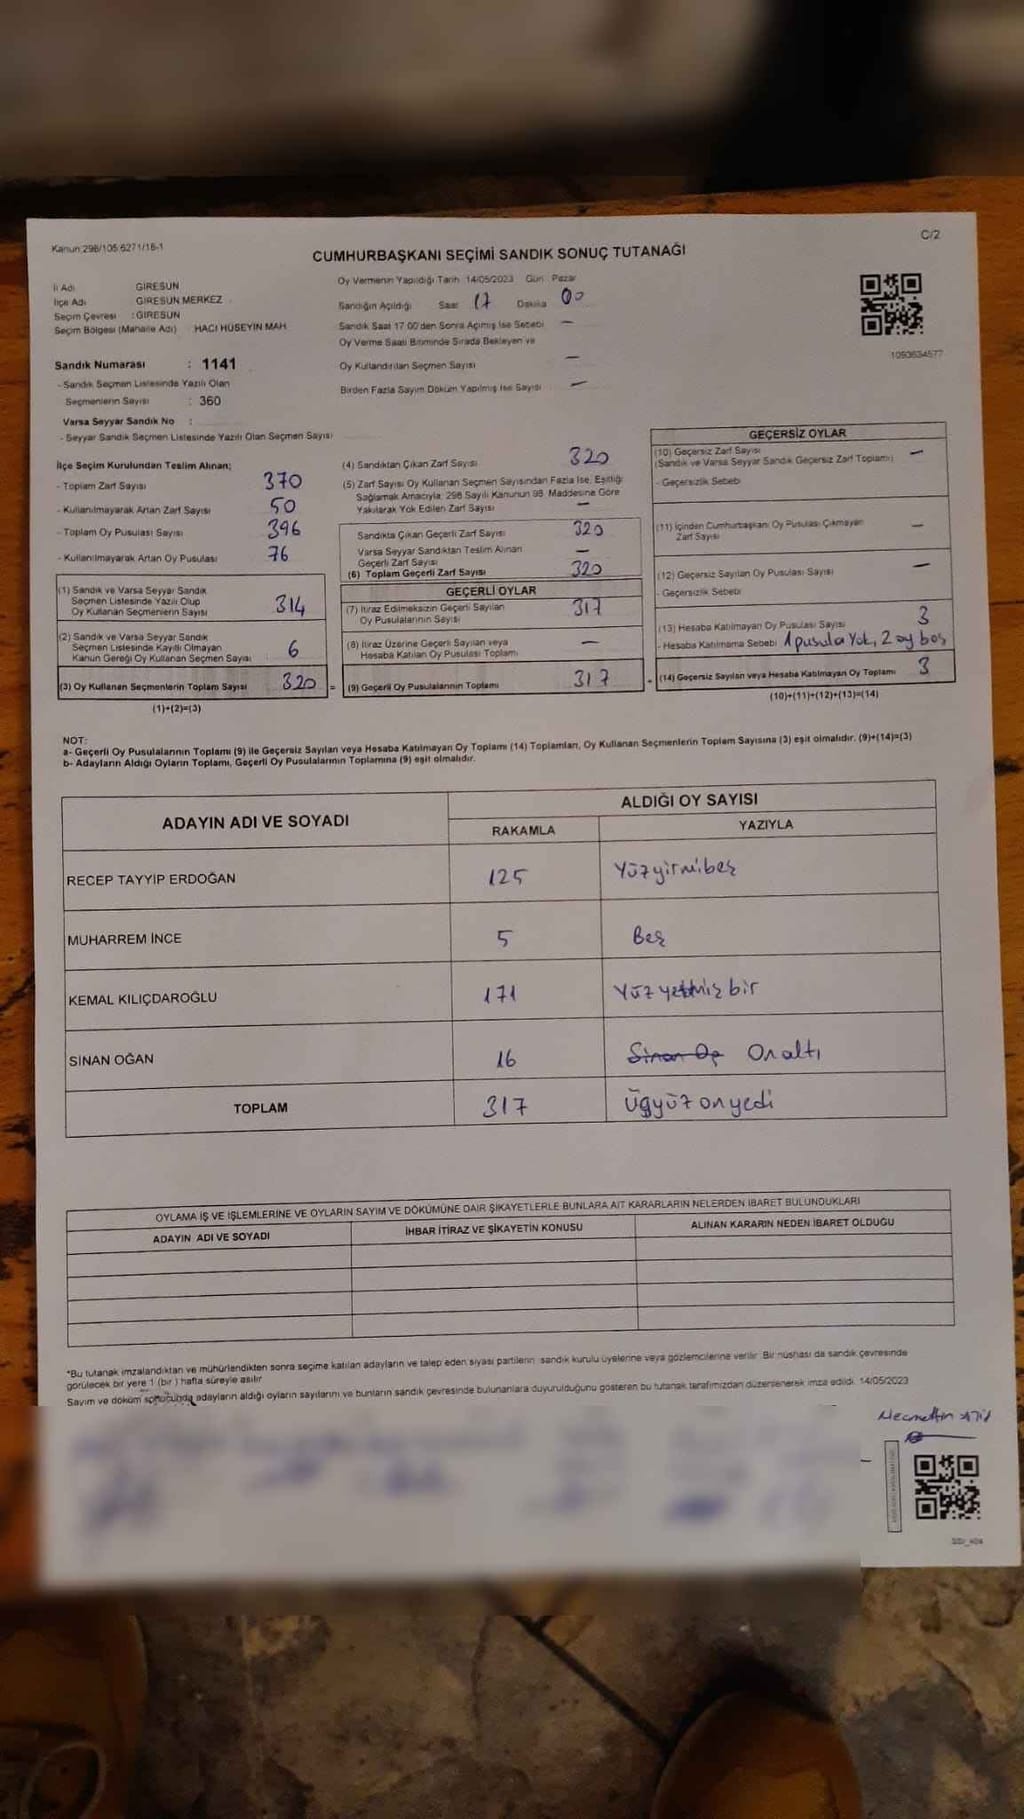 Kanun:298/105 6271/18-1
C/2
CUMHURBAŞKANI SEÇİMİ SANDIK SONUÇ TUTANAĞI
İl Adı GİRESUN
İlçe Adı GİRESUN MERKEZ
Seçim Çevresi : GİRESUN
Seçim Bölgesi (Mahalle Adı) HACI HÜSEYİN MAH
Sandık Numarası : 1141
- Sandık Seçmen Listesinde Yazılı Olan
Seçmenlerin Sayısı : 360
Varsa Seyyar Sandık No :
- Seyyar Sandık Seçmen Listesinde Yazılı Olan Seçmen Sayısı
Oy Vermenin Yapıldığı Tarih 14/05/2023 Gün : Pazar
Sandığın Açıldığı Saat 17 Dakika 00
Sandık Saat 17.00'den Sonra Açımış İse Sebebi —
Oy Verme Saati Bitiminde Sırada Bekleyen ve
Oy Kullandırılan Seçmen Sayısı —
Birden Fazla Sayım Döküm Yapılmış İse Sayısı —
1093634577
İlçe Seçim Kurulundan Teslim Alınan;
- Toplam Zarf Sayısı 370
- Kullanılmayarak Artan Zarf Sayısı 50
- Toplam Oy Pusulası Sayısı 396
- Kullanılmayarak Artan Oy Pusulası 76
(1) Sandık ve Varsa Seyyar Sandık
Seçmen Listesinde Yazılı Olup
Oy Kullanan Seçmenlerin Sayısı 314
(2) Sandık ve Varsa Seyyar Sandık
Seçmen Listesinde Kayıtlı Olmayan
Kanun Gereği Oy Kullanan Seçmen Sayısı 6
(3) Oy Kullanan Seçmenlerin Toplam Sayısı 320 =
(1)+(2)=(3)
(4) Sandıktan Çıkan Zarf Sayısı 320
(5) Zarf Sayısı Oy Kullanan Seçmen Sayısından Fazla İse, Eşitliği
Sağlamak Amacıyla, 298 Sayılı Kanunun 98. Maddesine Göre
Yakılarak Yok Edilen Zarf Sayısı —
Sandıkta Çıkan Geçerli Zarf Sayısı 320
Varsa Seyyar Sandıktan Teslim Alınan
Geçerli Zarf Sayısı —
(6) Toplam Geçerli Zarf Sayısı 320
GEÇERLİ OYLAR
(7) İtiraz Edilmeksizin Geçerli Sayılan
Oy Pusulalarının Sayısı 317
(8) İtiraz Üzerine Geçerli Sayılan veya
Hesaba Katılan Oy Pusulası Toplamı —
(9) Geçerli Oy Pusulalarının Toplamı 317 -
GEÇERSİZ OYLAR
(10) Geçersiz Zarf Sayısı —
(Sandık ve Varsa Seyyar Sandık Geçersiz Zarf Toplamı)
- Geçersizlik Sebebi
(11) İçinden Cumhurbaşkanı Oy Pusulası Çıkmayan
Zarf Sayısı —
(12) Geçersiz Sayılan Oy Pusulası Sayısı —
- Geçersizlik Sebebi
(13) Hesaba Katılmayan Oy Pusulası Sayısı 3
- Hesaba Katılmama Sebebi 1 pusula yok, 2 oy boş
(14) Geçersiz Sayılan veya Hesaba Katılmayan Oy Toplamı 3
(10)+(11)+(12)+(13)=(14)
NOT:
a- Geçerli Oy Pusulalarının Toplamı (9) ile Geçersiz Sayılan veya Hesaba Katılmayan Oy Toplamı (14) Toplamları, Oy Kullanan Seçmenlerin Toplam Sayısına (3) eşit olmalıdır. (9)+(14)=(3)
b- Adayların Aldığı Oyların Toplamı, Geçerli Oy Pusulalarının Toplamına (9) eşit olmalıdır.
ADAYIN ADI VE SOYADI
ALDIĞI OY SAYISI
RAKAMLA YAZIYLA
RECEP TAYYİP ERDOĞAN 125 Yüzyirmibeş
MUHARREM İNCE 5 Beş
KEMAL KILIÇDAROĞLU 171 Yüz yetmiş bir
SİNAN OĞAN 16 Sinan Oğ On altı
TOPLAM 317 Üçyüz onyedi
OYLAMA İŞ VE İŞLEMLERİNE VE OYLARIN SAYIM VE DÖKÜMÜNE DAİR ŞİKAYETLERLE BUNLARA AİT KARARLARIN NELERDEN İBARET BULUNDUKLARI
ADAYIN ADI VE SOYADI İHBAR İTİRAZ VE ŞİKAYETİN KONUSU ALINAN KARARIN NEDEN İBARET OLDUĞU
*Bu tutanak imzalandıktan ve mühürlendikten sonra seçime katılan adayların ve talep eden siyasi partilerin sandık kurulu üyelerine veya gözlemcilerine verilir. Bir nüshası da sandık çevresinde
görülecek bir yere 1 (bir ) hafta süreyle asılır
Sayım ve döküm sonucunda adayların aldığı oyların sayılarını ve bunların sandık çevresinde bulunanlara duyurulduğunu gösteren bu tutanak tarafımızdan düzenlenerek imza edildi. 14/05/2023
Necmettin